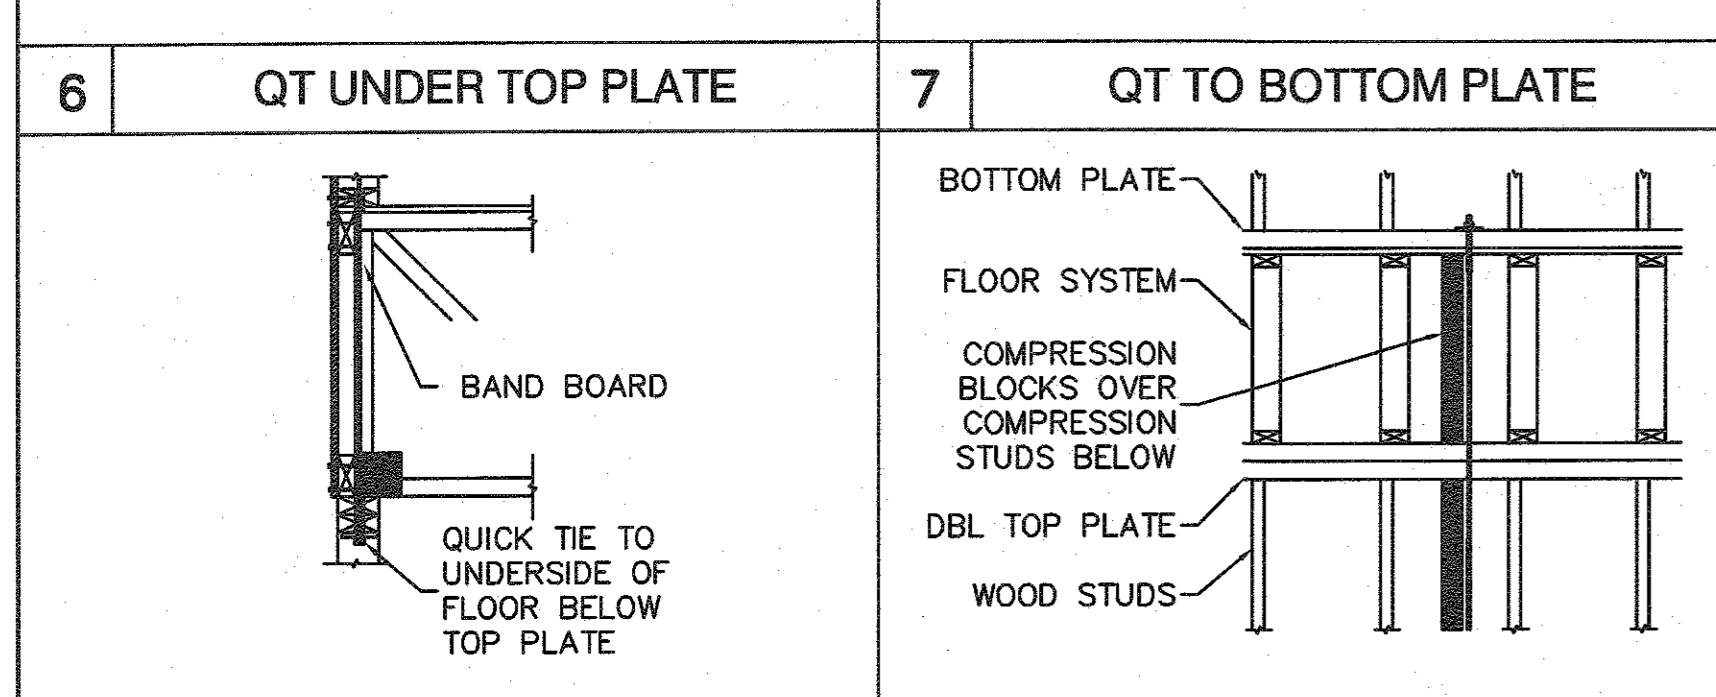 6
QT UNDER TOP PLATE
7
QT TO BOTTOM PLATE
BAND BOARD
QUICK TIE TO
UNDERSIDE OF
FLOOR BELOW
TOP PLATE
BOTTOM PLATE
FLOOR SYSTEM
COMPRESSION
BLOCKS OVER
COMPRESSION
STUDS BELOW
DBL TOP PLATE
WOOD STUDS